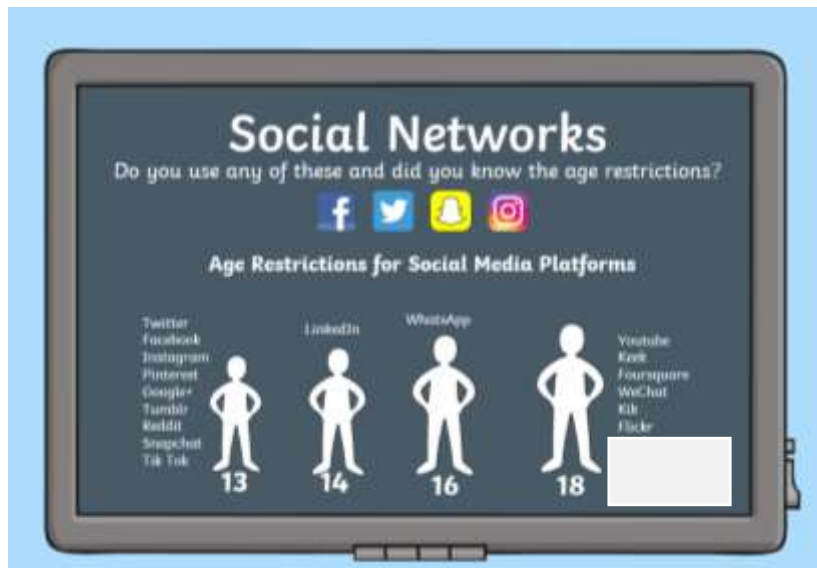 Social Networks
Do you use any of these and did you know the age restrictions?
Age Restrictions for Social Media Platforms
Twitter
Facebook
Instagram
Pinterest
Google+
Tumblr
Reddit
Snapchat
Tik Tok
13
LinkedIn
14
WhatsApp
16
Youtube
Keek
Foursquare
WeChat
Kik
Flickr
18